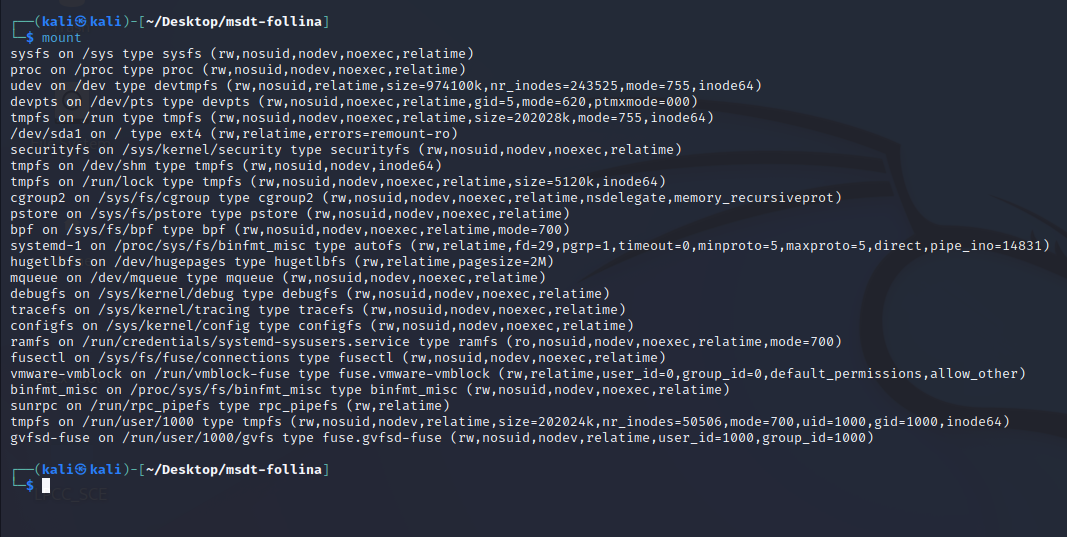 ┌──(kali㉿kali)-[~/Desktop/msdt-follina]
└─$ mount
sysfs on /sys type sysfs (rw,nosuid,nodev,noexec,relatime)
proc on /proc type proc (rw,nosuid,nodev,noexec,relatime)
udev on /dev type devtmpfs (rw,nosuid,relatime,size=974100k,nr_inodes=243525,mode=755,inode64)
devpts on /dev/pts type devpts (rw,nosuid,noexec,relatime,gid=5,mode=620,ptmxmode=000)
tmpfs on /run type tmpfs (rw,nosuid,nodev,noexec,relatime,size=202028k,mode=755,inode64)
/dev/sda1 on / type ext4 (rw,relatime,errors=remount-ro)
securityfs on /sys/kernel/security type securityfs (rw,nosuid,nodev,noexec,relatime)
tmpfs on /dev/shm type tmpfs (rw,nosuid,nodev,inode64)
tmpfs on /run/lock type tmpfs (rw,nosuid,nodev,noexec,relatime,size=5120k,inode64)
cgroup2 on /sys/fs/cgroup type cgroup2 (rw,nosuid,nodev,noexec,relatime,nsdelegate,memory_recursiveprot)
pstore on /sys/fs/pstore type pstore (rw,nosuid,nodev,noexec,relatime)
bpf on /sys/fs/bpf type bpf (rw,nosuid,nodev,noexec,relatime,mode=700)
systemd-1 on /proc/sys/fs/binfmt_misc type autofs (rw,relatime,fd=29,pgrp=1,timeout=0,minproto=5,maxproto=5,direct,pipe_ino=14831)
hugetlbfs on /dev/hugepages type hugetlbfs (rw,relatime,pagesize=2M)
mqueue on /dev/mqueue type mqueue (rw,nosuid,nodev,noexec,relatime)
debugfs on /sys/kernel/debug type debugfs (rw,nosuid,nodev,noexec,relatime)
tracefs on /sys/kernel/tracing type tracefs (rw,nosuid,nodev,noexec,relatime)
configfs on /sys/kernel/config type configfs (rw,nosuid,nodev,noexec,relatime)
ramfs on /run/credentials/systemd-sysusers.service type ramfs (ro,nosuid,nodev,noexec,relatime,mode=700)
fusectl on /sys/fs/fuse/connections type fusectl (rw,nosuid,nodev,noexec,relatime)
vmware-vmblock on /run/vmblock-fuse type fuse.vmware-vmblock (rw,relatime,user_id=0,group_id=0,default_permissions,allow_other)
binfmt_misc on /proc/sys/fs/binfmt_misc type binfmt_misc (rw,nosuid,nodev,noexec,relatime)
sunrpc on /run/rpc_pipefs type rpc_pipefs (rw,relatime)
tmpfs on /run/user/1000 type tmpfs (rw,nosuid,nodev,relatime,size=202024k,nr_inodes=50506,mode=700,uid=1000,gid=1000,inode64)
gvfsd-fuse on /run/user/1000/gvfs type fuse.gvfsd-fuse (rw,nosuid,nodev,relatime,user_id=1000,group_id=1000)
┌──(kali㉿kali)-[~/Desktop/msdt-follina]
└─$